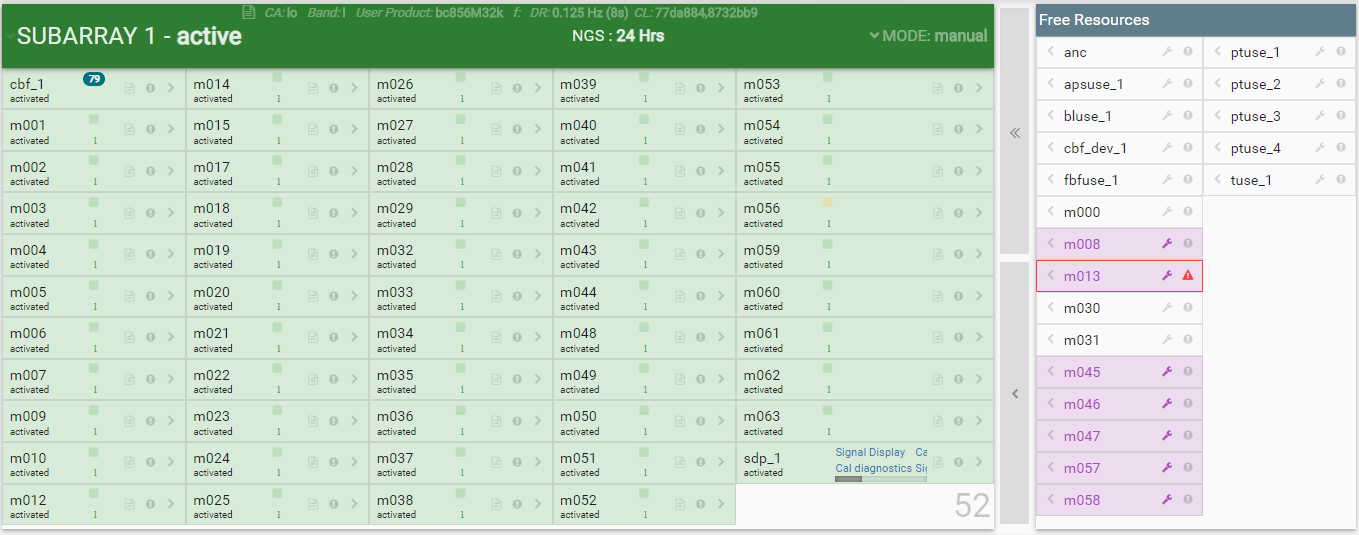 CA: lo Band: l User Product: bc856M32k f: DR: 0.125 Hz (8s) CL: 77da884,8732bb9
SUBARRAY 1 - active NGS : 24 Hrs MODE: manual
cbf_1 79
activated
m001
activated 1
m002
activated 1
m003
activated 1
m004
activated 1
m005
activated 1
m006
activated 1
m007
activated 1
m009
activated 1
m010
activated 1
m012
activated 1
m014
activated 1
m015
activated 1
m017
activated 1
m018
activated 1
m019
activated 1
m020
activated 1
m021
activated 1
m022
activated 1
m023
activated 1
m024
activated 1
m025
activated 1
m026
activated 1
m027
activated 1
m028
activated 1
m029
activated 1
m032
activated 1
m033
activated 1
m034
activated 1
m035
activated 1
m036
activated 1
m037
activated 1
m038
activated 1
m039
activated 1
m040
activated 1
m041
activated 1
m042
activated 1
m043
activated 1
m044
activated 1
m048
activated 1
m049
activated 1
m050
activated 1
m051
activated 1
m052
activated 1
m053
activated 1
m054
activated 1
m055
activated 1
m056
activated 1
m059
activated 1
m060
activated 1
m061
activated 1
m062
activated 1
m063
activated 1
sdp_1
activated
Signal Display Ca
Cal diagnostics Sig
52
Free Resources
anc
apsuse_1
bluse_1
cbf_dev_1
fbfuse_1
m000
m008
m013
m030
m031
m045
m046
m047
m057
m058
ptuse_1
ptuse_2
ptuse_3
ptuse_4
tuse_1